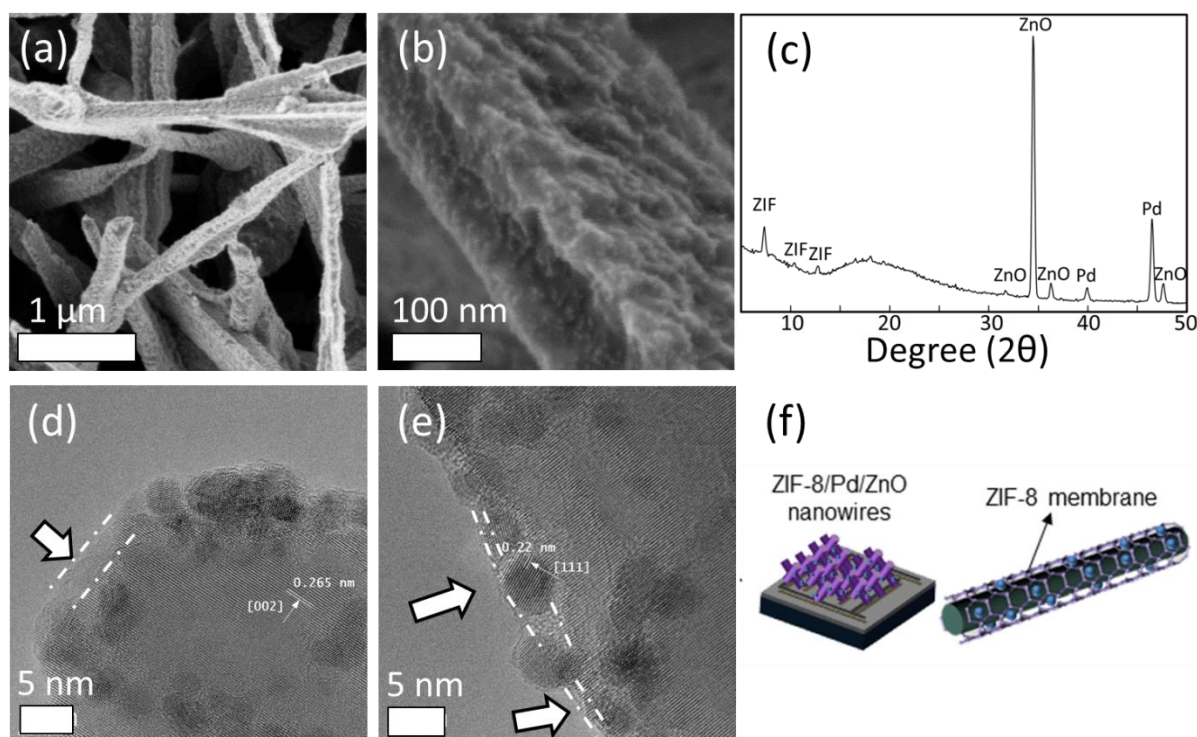 (a)
1 μm
(b)
100 nm
(c)
ZnO
ZIF
ZIF
ZIF
ZnO
ZnO
Pd
Pd
ZnO
10
20
30
40
50
Degree (2θ)
(d)
0.265 nm
[002]
5 nm
(e)
0.22 nm
[111]
5 nm
(f)
ZIF-8/Pd/ZnO
nanowires
ZIF-8 membrane